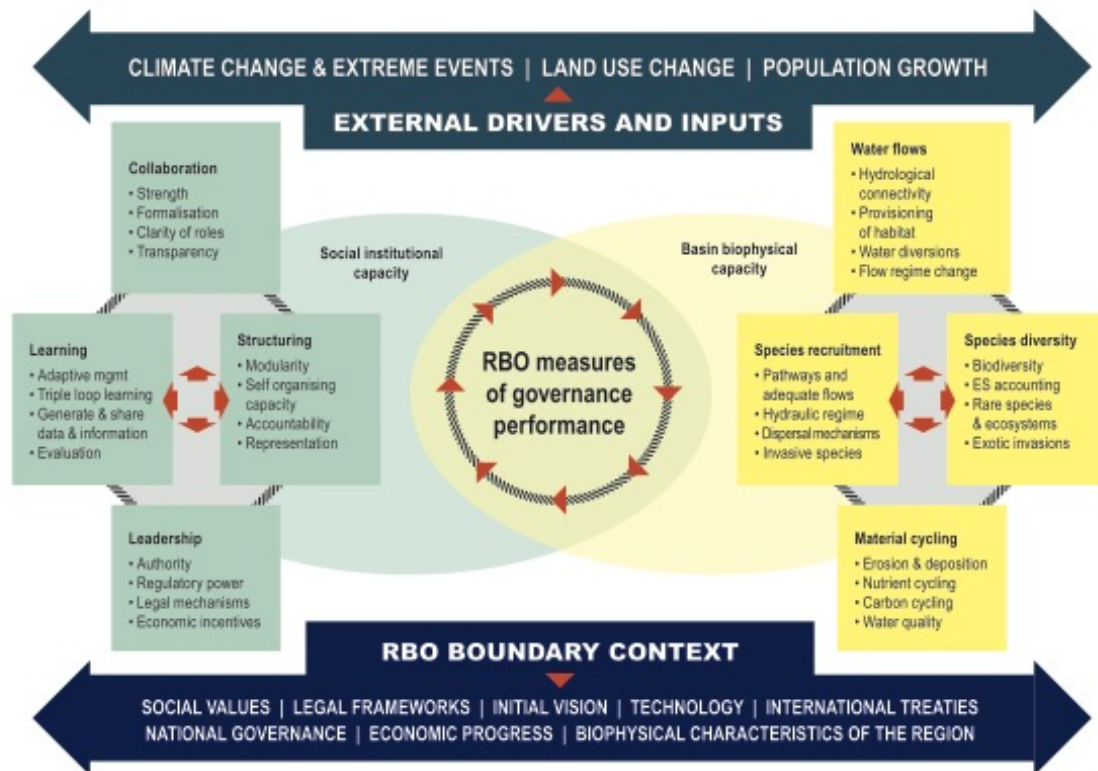 CLIMATE CHANGE & EXTREME EVENTS | LAND USE CHANGE | POPULATION GROWTH
EXTERNAL DRIVERS AND INPUTS
Collaboration
• Strength
• Formalisation
• Clarity of roles
• Transparency
Learning
• Adaptive mgmt
• Triple loop learning
• Generate & share
data & information
• Evaluation
Structuring
• Modularity
• Self organising
capacity
• Accountability
• Representation
Leadership
• Authority
• Regulatory power
• Legal mechanisms
• Economic incentives
Social institutional
capacity
RBO measures
of governance
performance
Basin biophysical
capacity
Water flows
• Hydrological
connectivity
• Provisioning
of habitat
• Water diversions
• Flow regime change
Species recruitment
• Pathways and
adequate flows
• Hydraulic regime
• Dispersal mechanisms
• Invasive species
Species diversity
• Biodiversity
• ES accounting
• Rare species
& ecosystems
• Exotic invasions
Material cycling
• Erosion & deposition
• Nutrient cycling
• Carbon cycling
• Water quality
RBO BOUNDARY CONTEXT
SOCIAL VALUES | LEGAL FRAMEWORKS | INITIAL VISION | TECHNOLOGY | INTERNATIONAL TREATIES
NATIONAL GOVERNANCE | ECONOMIC PROGRESS | BIOPHYSICAL CHARACTERISTICS OF THE REGION